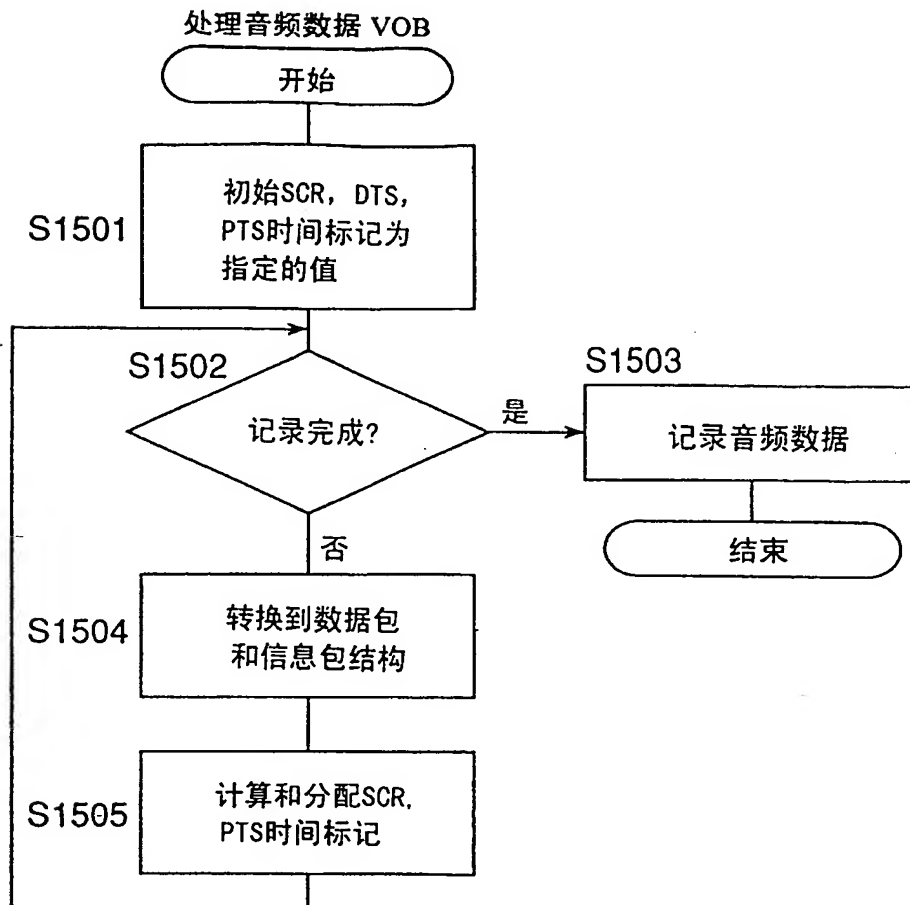 处理音频数据 VOB
开始
S1501
初始SCR, DTS,
PTS时间标记为
指定的值
S1502
记录完成?
是
S1503
记录音频数据
结束
否
S1504
转换到数据包
和信息包结构
S1505
计算和分配SCR,
PTS时间标记